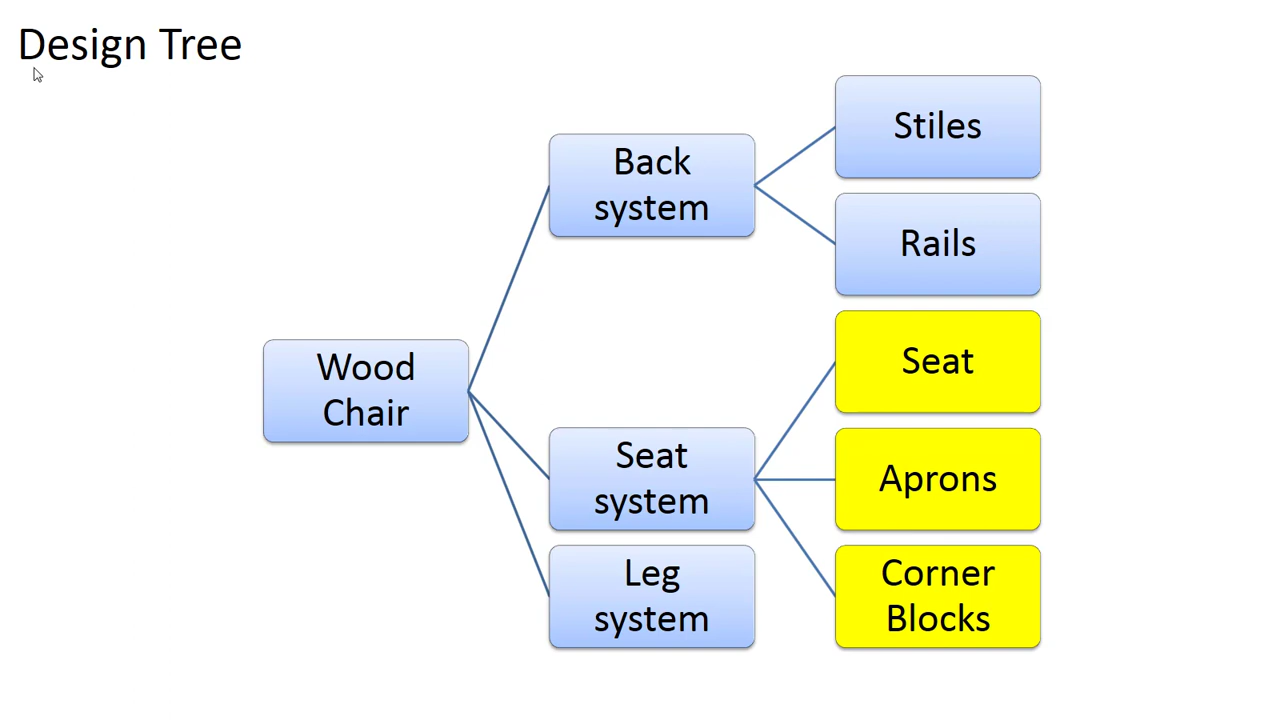 Design Tree
Wood
Chair
Back
system
Stiles
Rails
Seat
system
Seat
Aprons
Corner
Blocks
Leg
system